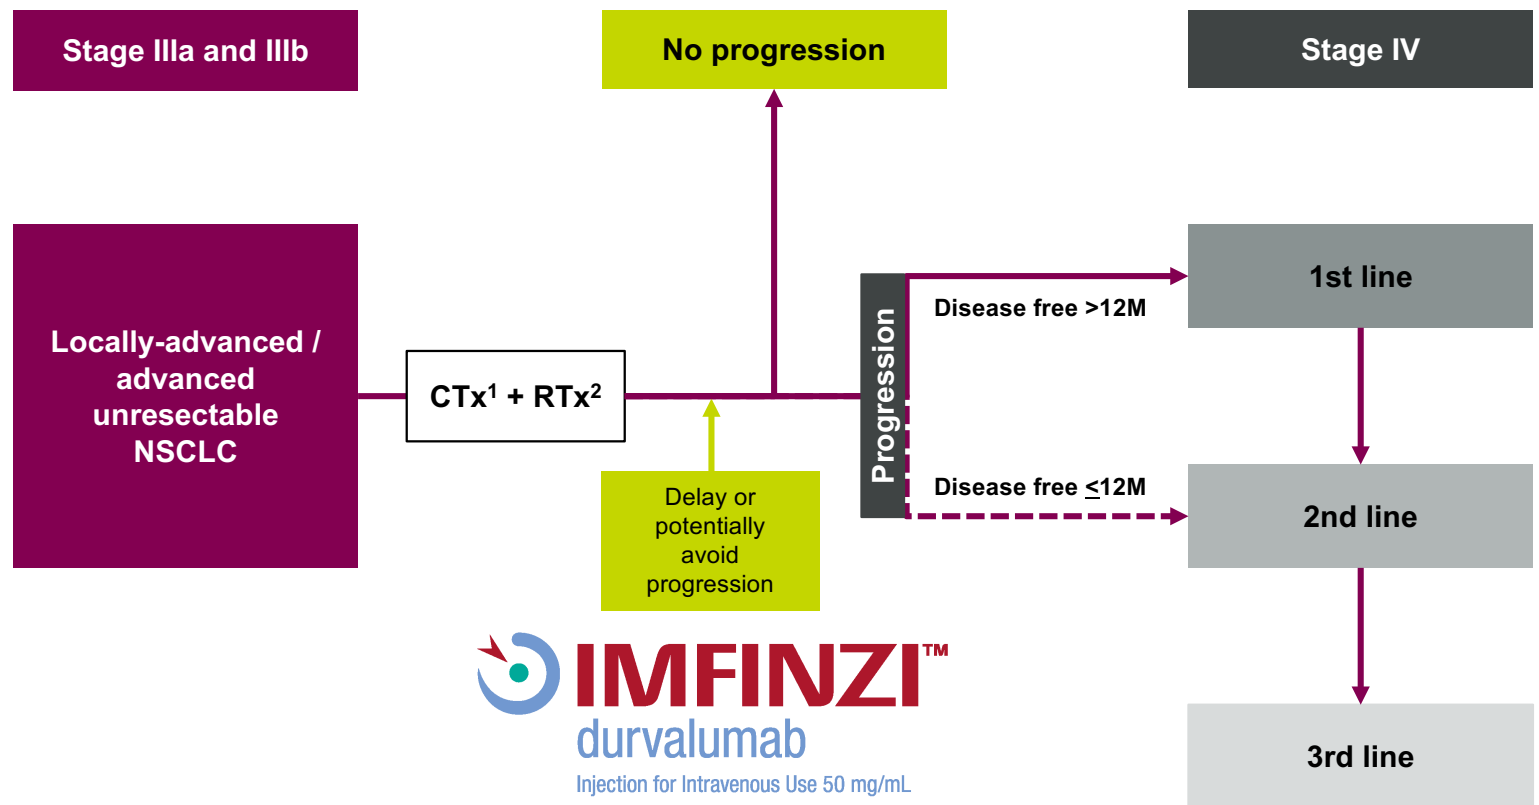 Stage IIIa and IIIb
No progression
Stage IV
Locally-advanced /
advanced
unresectable
NSCLC
CTx¹ + RTx²
Delay or
potentially
avoid
progression
Progression
Disease free >12M
Disease free ≤12M
1st line
2nd line
3rd line
IMFINZI™
durvalumab
Injection for Intravenous Use 50 mg/mL